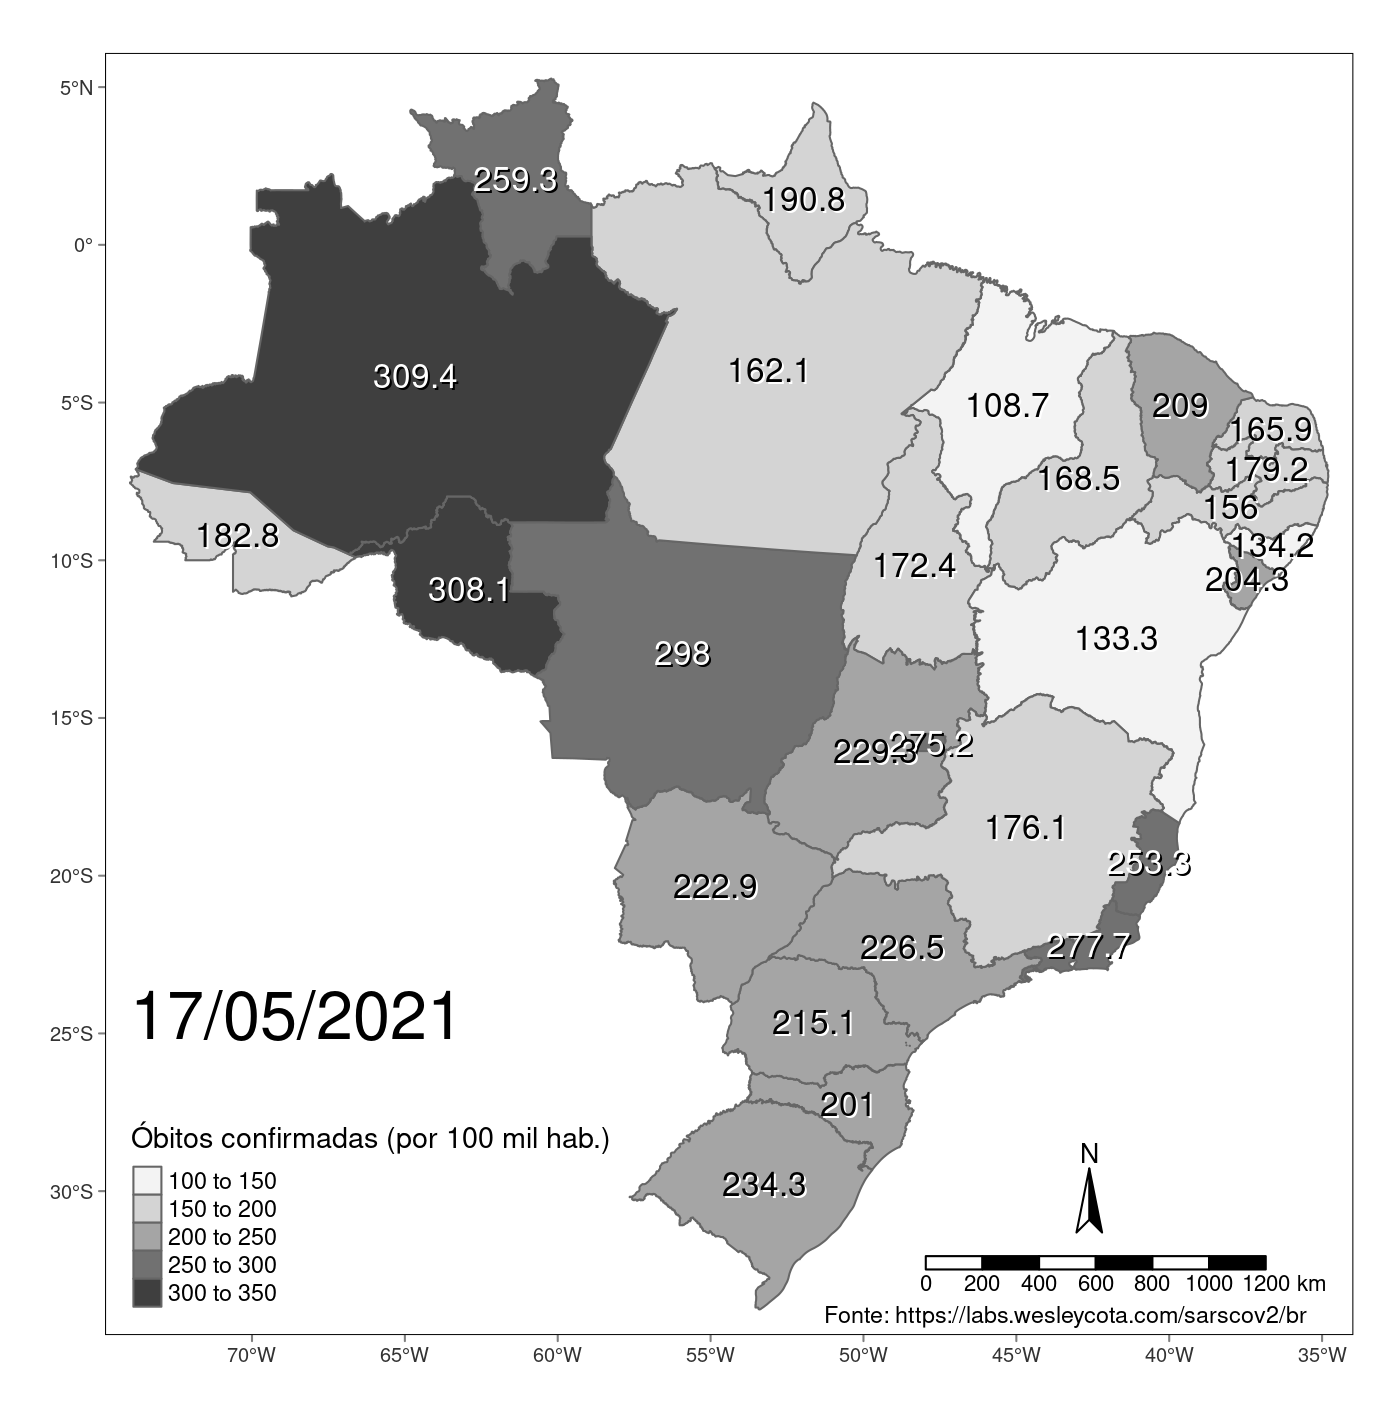 5°N
0°
5°S
10°S
15°S
20°S
25°S
30°S
259.3
190.8
309.4
162.1
108.7
209
165.9
168.5
179.2
156
182.8
134.2
172.4
204.3
308.1
133.3
298
229.3
275.2
176.1
253.3
222.9
226.5
277.7
17/05/2021
215.1
201
234.3
Óbitos confirmadas (por 100 mil hab.)
100 to 150
150 to 200
200 to 250
250 to 300
300 to 350
N
0 200 400 600 800 1000 1200 km
Fonte: https://labs.wesleycota.com/sarscov2/br
70°W 65°W 60°W 55°W 50°W 45°W 40°W 35°W